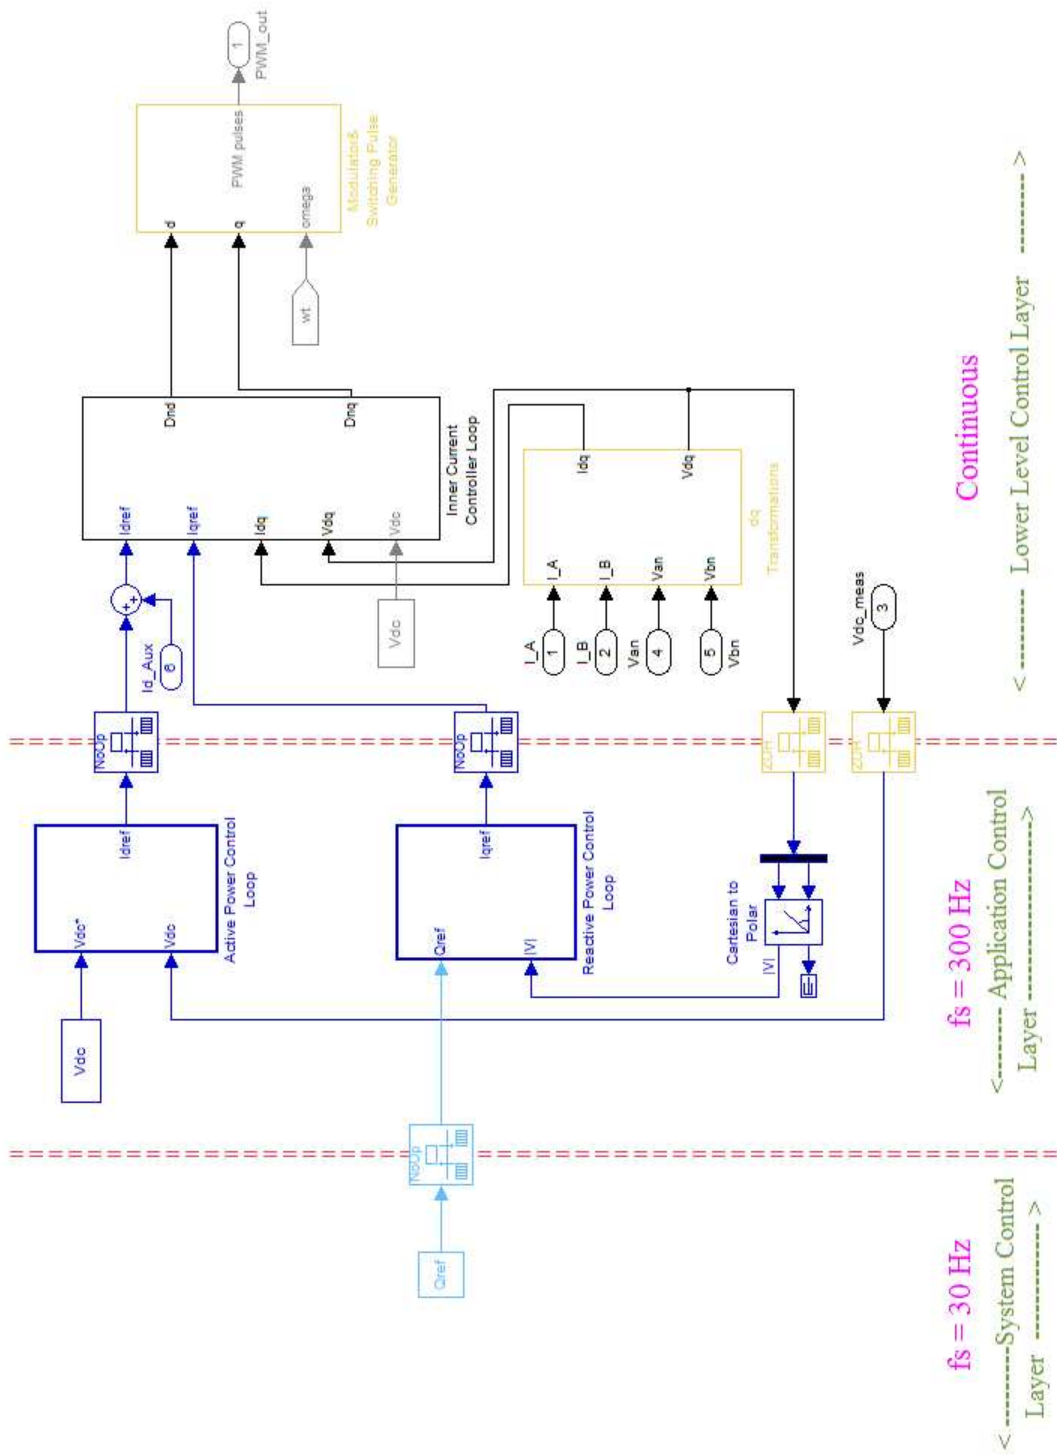 Qref
NoOp
Vdc
Vdc*
Vdc
Idref
Active Power Control
Loop
Qref
|V|
Iqref
Reactive Power Control
Loop
Cartesian to
Polar
|V|
NoOp
NoOp
ZOH
ZOH
Id_Aux
6
++
Idref
Iqref
Idq
Vdq
Vdc
Dnd
Dnq
Inner Current
Controller Loop
Vdc
I_A
1
I_B
2
Van
4
5
Vbn
I_A
I_B
Van
Vbn
Idq
Vdq
dq
Transformations
Vdc_meas
3
wt
d
q
omega
PWM pulses
Modulator&
Switching Pulse
Generator
1
PWM_out
fs = 30 Hz
fs = 300 Hz
Continuous
< ---------System Control
Layer ------------- >
<-------- Application Control
Layer --------------------->
< --------- Lower Level Control Layer --------- >